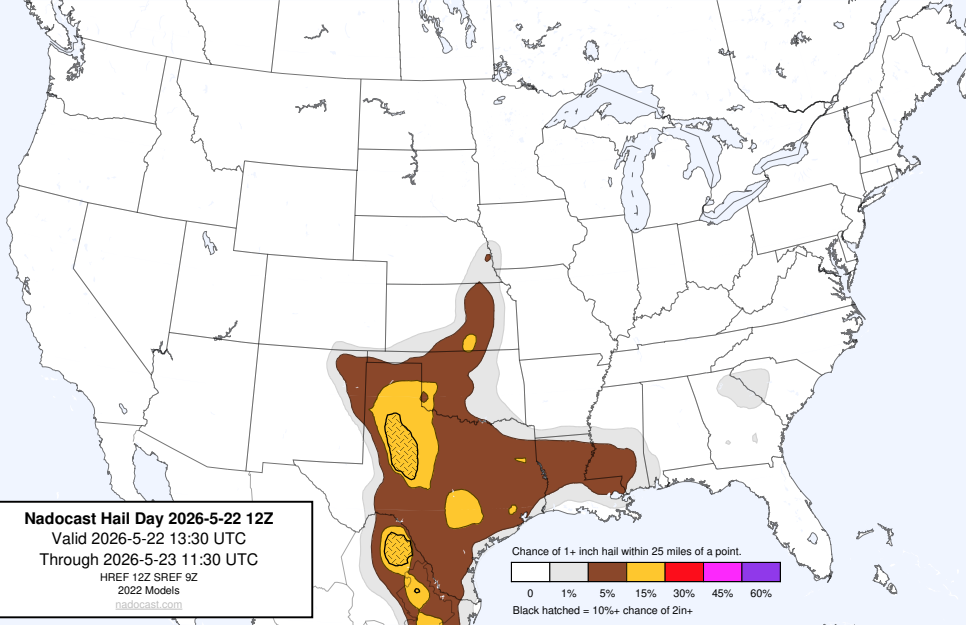 Nadocast Hail Day 2026-5-22 12Z
Valid 2026-5-22 13:30 UTC
Through 2026-5-23 11:30 UTC
HREF 12Z SREF 9Z
2022 Models
nadocast.com
Chance of 1+ inch hail within 25 miles of a point.
0 1% 5% 15% 30% 45% 60%
Black hatched = 10%+ chance of 2in+